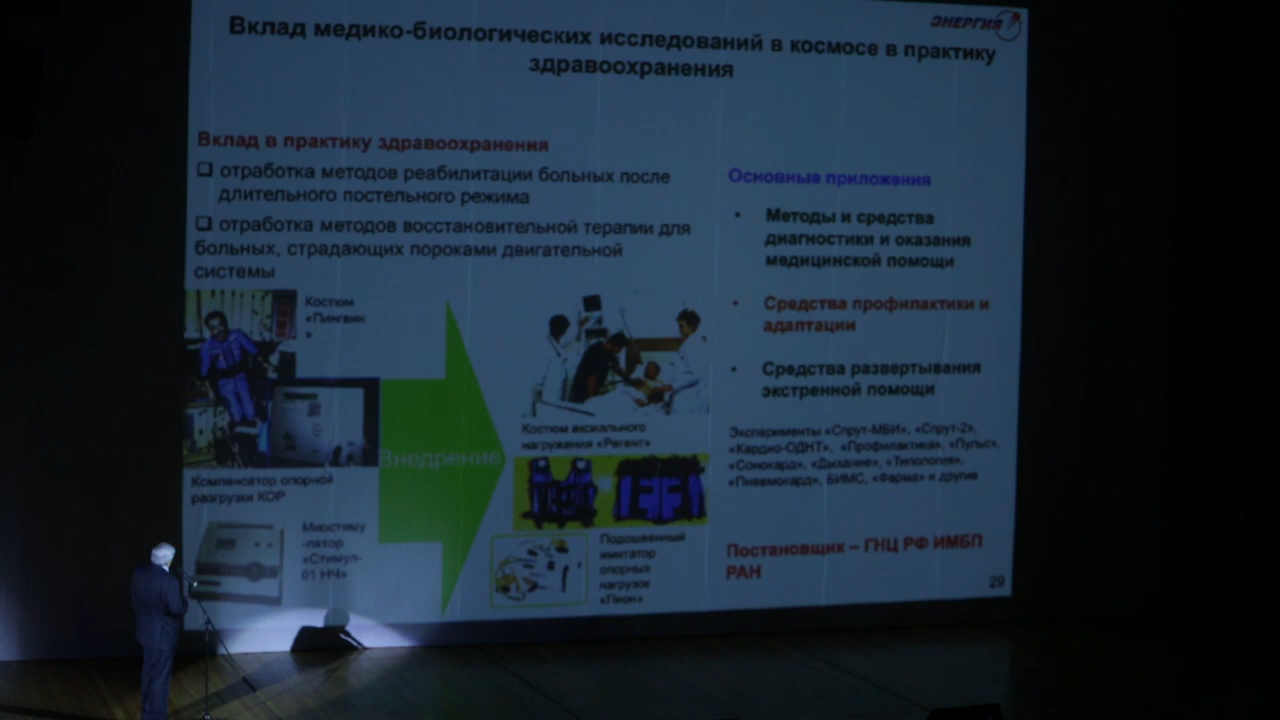 ЭНЕРГИЯ
Вклад медико-биологических исследований в космосе в практику
здравоохранения
Вклад в практику здравоохранения
отработка методов реабилитации больных после
длительного постельного режима
отработка методов восстановительной терапии для
больных, страдающих пороками двигательной
системы
Костюм
«Пингвин
»
Компенсатор опорной
разгрузки КОР
Миостиму
-лятор
«Стимул-
01 НЧ»
Внедрение
Костюм аксиального
нагружения «Регент»
Подошвенный
имитатор
опорных
нагрузок
«Пион»
Основные приложения
• Методы и средства
диагностики и оказания
медицинской помощи
• Средства профилактики и
адаптации
• Средства развертывания
экстренной помощи
Эксперименты «Спрут-МБИ», «Спрут-2»,
«Кардио-ОДНТ», «Профилактика», «Пульс»,
«Сонокард», «Дыхание», «Типология»,
«Пневмокард», БИМС, «Фарма» и другие
Постановщик – ГНЦ РФ ИМБП
РАН
29